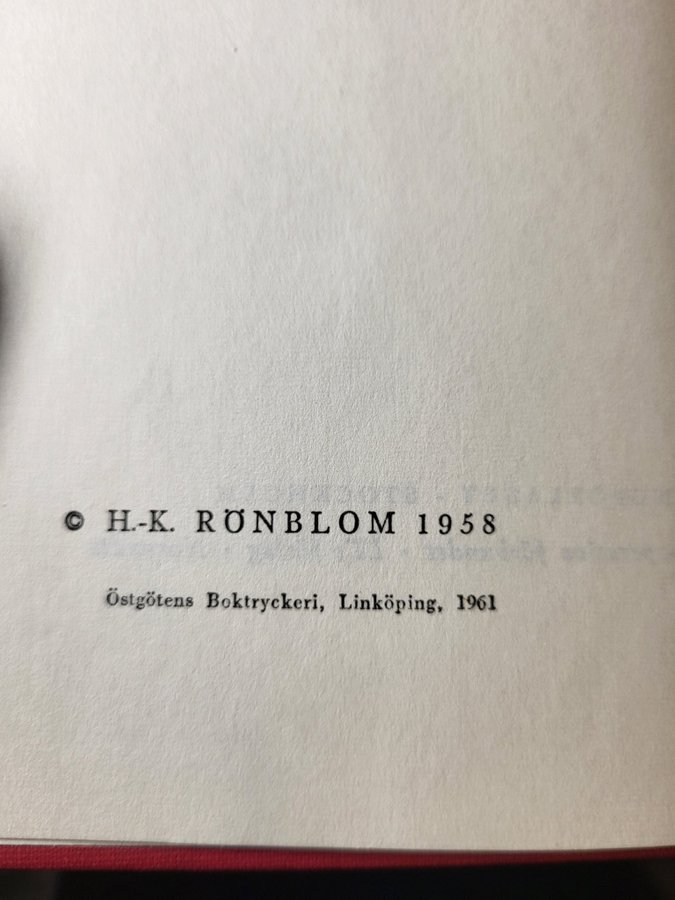 © H.-K. RÖNBLOM 1958
Östgötens Boktryckeri, Linköping, 1961